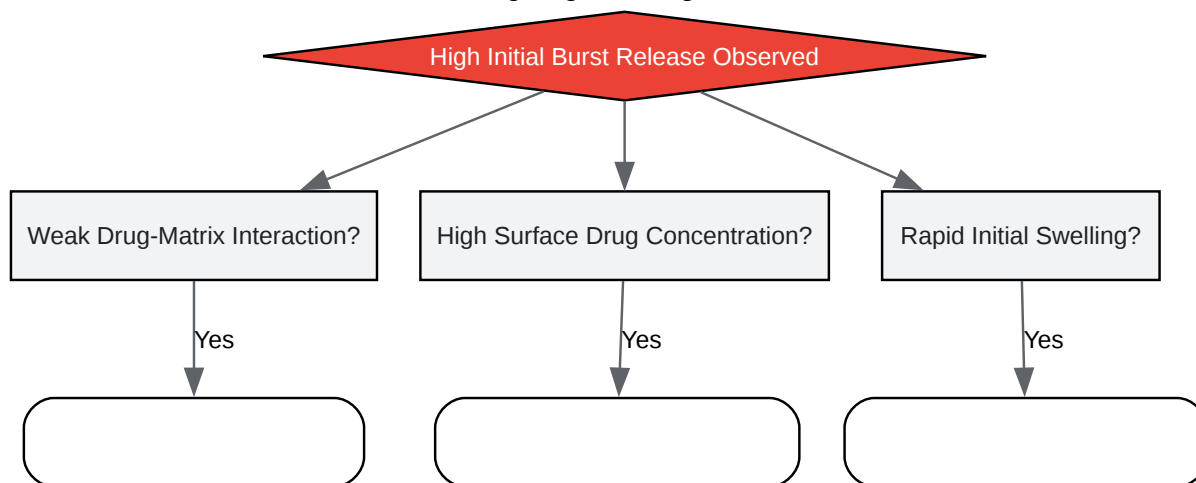 High Initial Burst Release Observed
Weak Drug-Matrix Interaction?
High Surface Drug Concentration?
Rapid Initial Swelling?
Yes
Yes
Yes